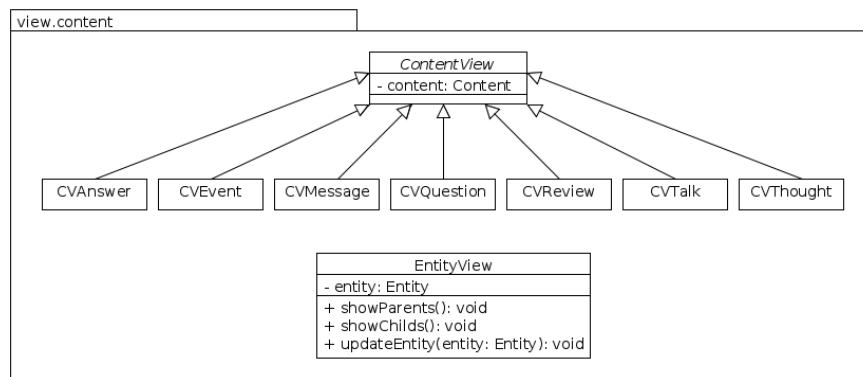 view.content
ContentView
- content: Content
CVAnswer CVEvent CVMessage CVQuestion CVReview CVTalk CVThought
EntityView
- entity: Entity
+ showParents(): void
+ showChilds(): void
+ updateEntity(entity: Entity): void